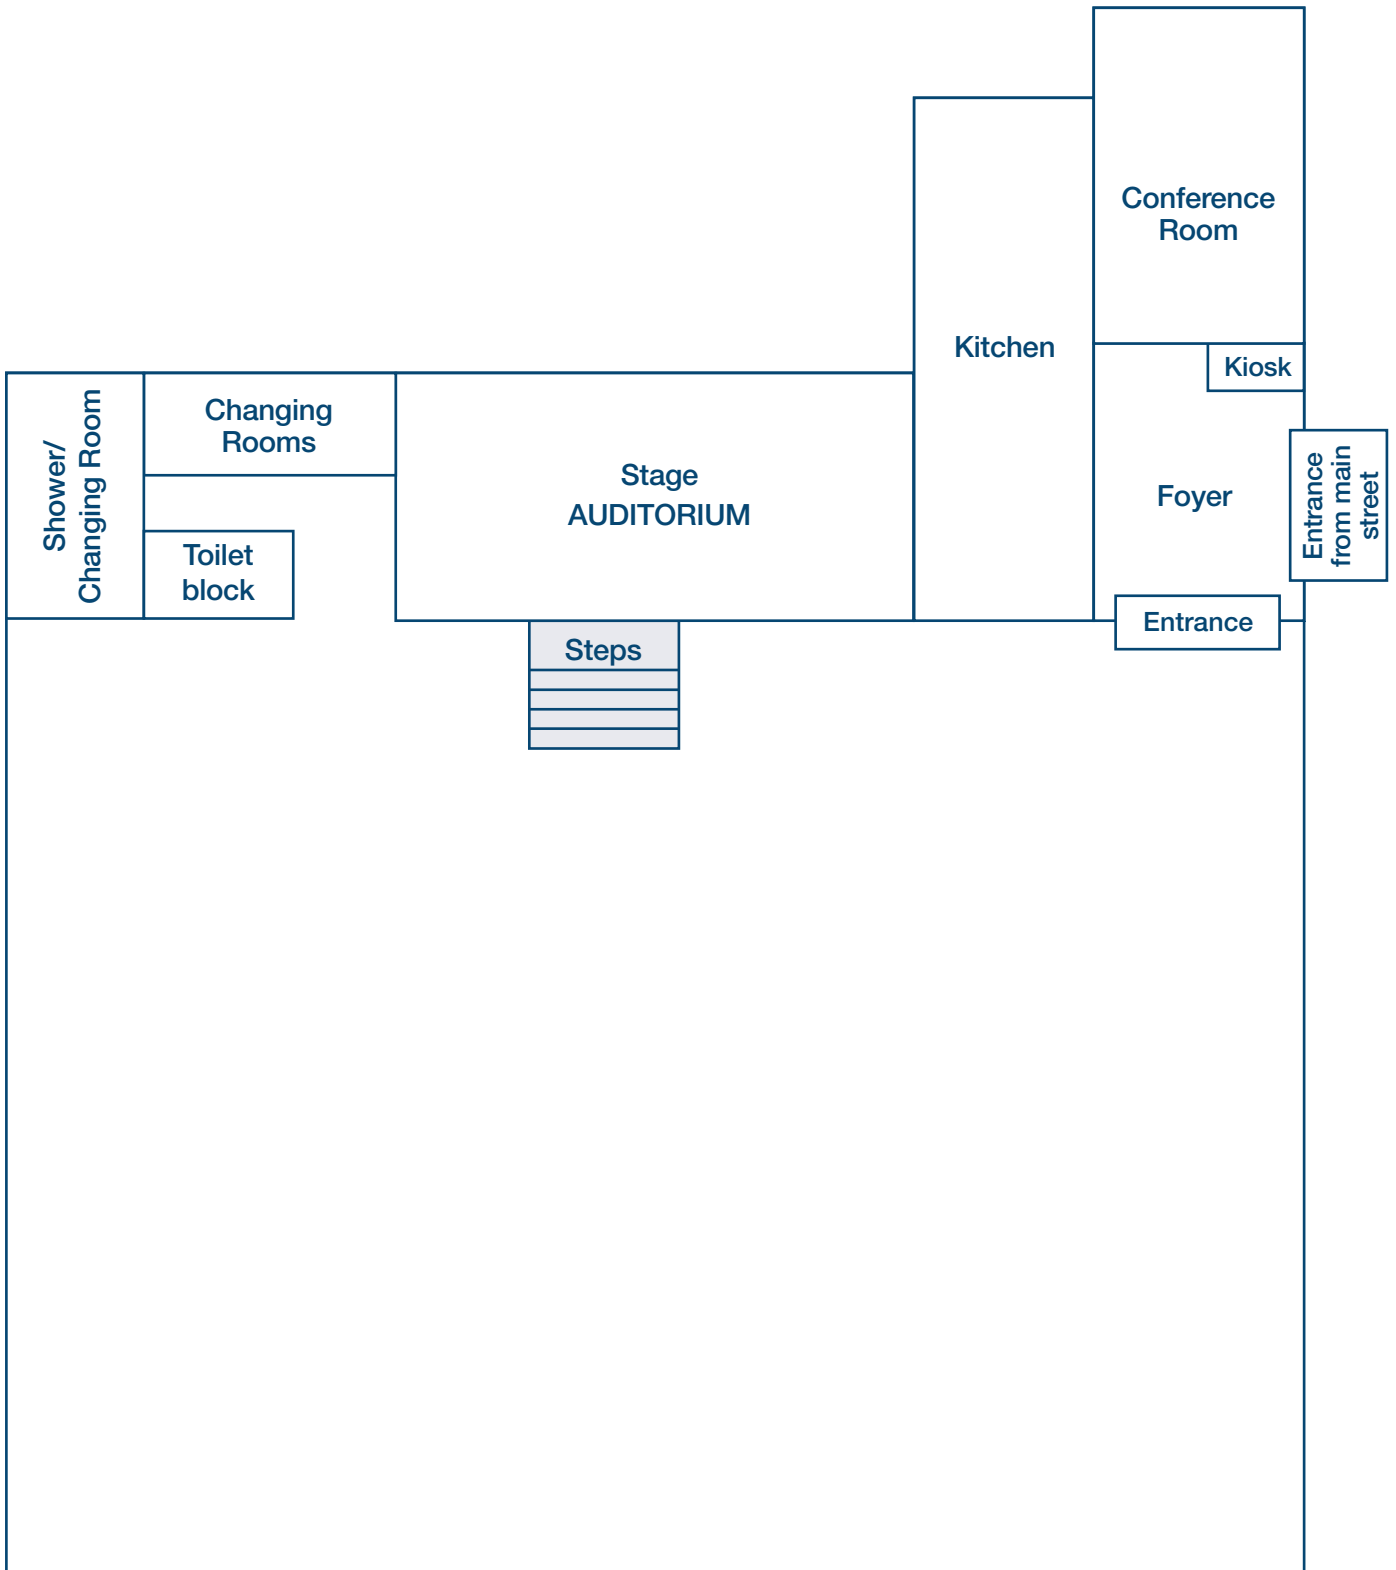 Conference
Room
Kitchen
Kiosk
Shower/
Changing Room
Changing
Rooms
Stage
AUDITORIUM
Foyer
Entrance
from main
street
Toilet
block
Entrance
Steps